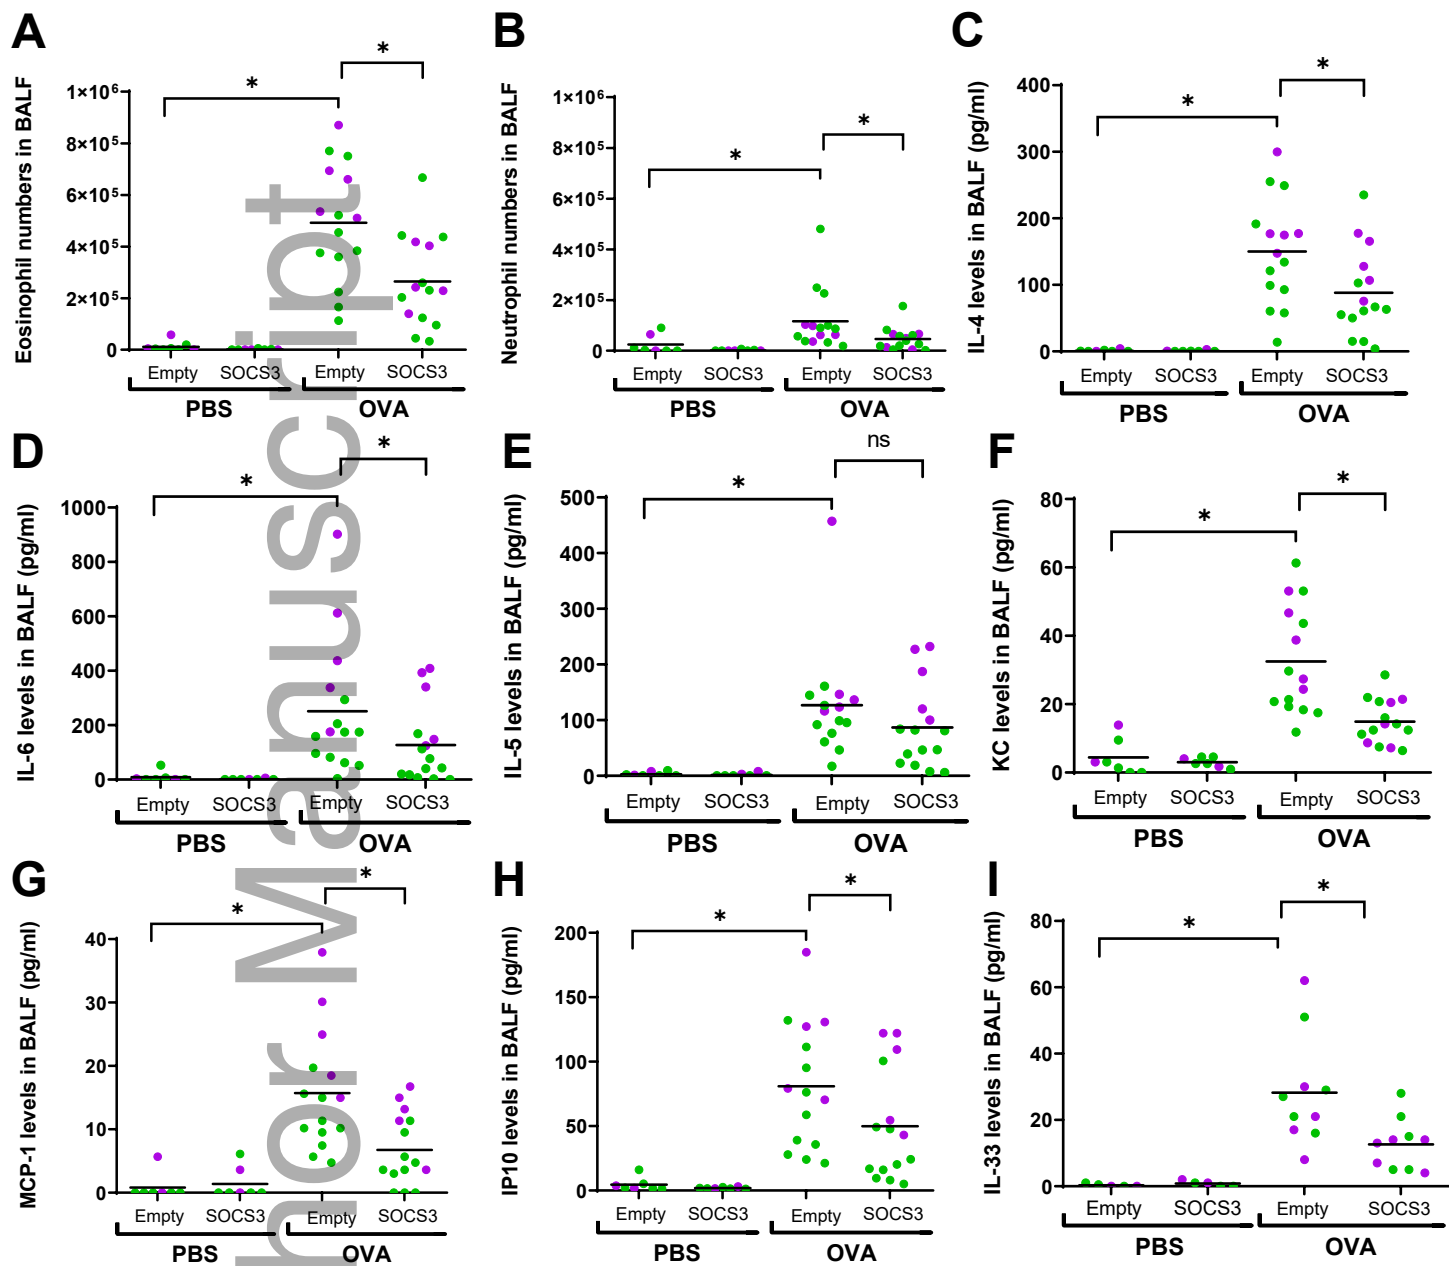 A
Eosinophil numbers in BALF
1×10⁶
8×10⁵
6×10⁵
4×10⁵
2×10⁵
0
*
*
Empty
SOCS3
Empty
SOCS3
PBS
OVA
B
Neutrophil numbers in BALF
1×10⁶
8×10⁵
6×10⁵
4×10⁵
2×10⁵
0
*
*
Empty
SOCS3
Empty
SOCS3
PBS
OVA
C
IL-4 levels in BALF (pg/ml)
400
300
200
100
0
*
*
Empty
SOCS3
Empty
SOCS3
PBS
OVA
D
IL-6 levels in BALF (pg/ml)
1000
800
600
400
200
0
*
*
Empty
SOCS3
Empty
SOCS3
PBS
OVA
E
IL-5 levels in BALF (pg/ml)
500
400
300
200
100
0
*
ns
Empty
SOCS3
Empty
SOCS3
PBS
OVA
F
KC levels in BALF (pg/ml)
80
60
40
20
0
*
*
Empty
SOCS3
Empty
SOCS3
PBS
OVA
G
MCP-1 levels in BALF (pg/ml)
40
30
20
10
0
*
*
Empty
SOCS3
Empty
SOCS3
PBS
OVA
H
IP10 levels in BALF (pg/ml)
200
150
100
50
0
*
*
Empty
SOCS3
Empty
SOCS3
PBS
OVA
I
IL-33 levels in BALF (pg/ml)
80
60
40
20
0
*
*
Empty
SOCS3
Empty
SOCS3
PBS
OVA
hor Manuscript